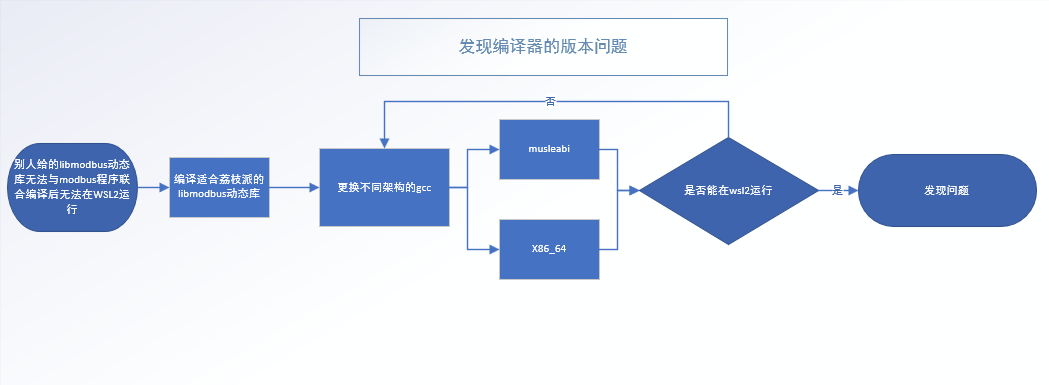 发现编译器的版本问题
否
别人给的libmodbus动态
库无法与modbus程序联
合编译后无法在WSL2运
行
编译适合荔枝派的
libmodbus动态库
更换不同架构的gcc
musleabi
X86_64
是否能在wsl2运行
是
发现问题